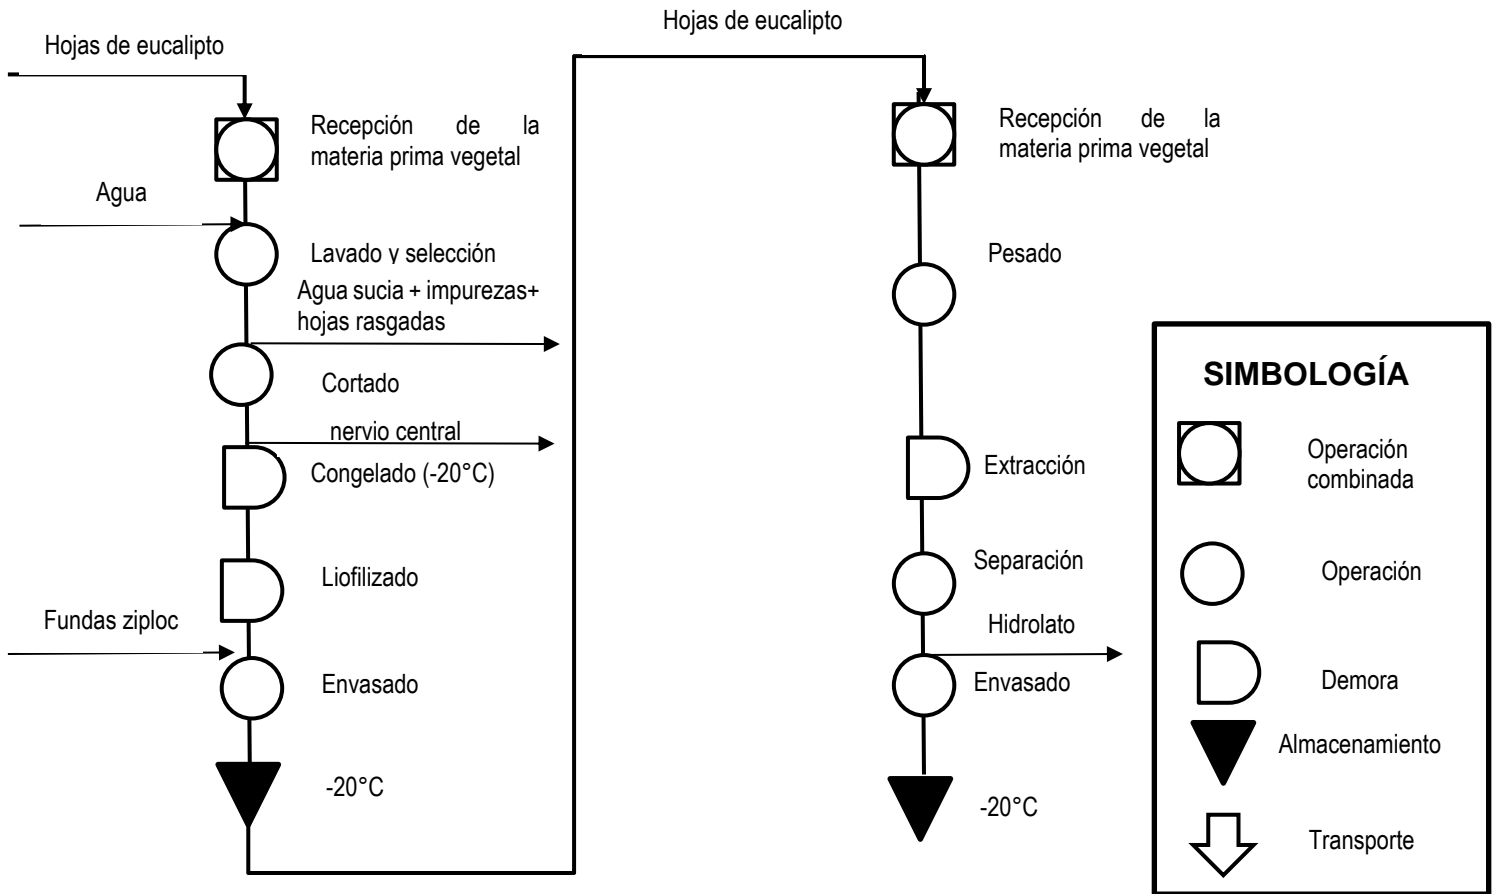 Hojas de eucalipto
Recepción de la
materia prima vegetal
Agua
Lavado y selección
Agua sucia + impurezas+
hojas rasgadas
Cortado
nervio central
Congelado (-20°C)
Liofilizado
Fundas ziploc
Envasado
-20°C
Hojas de eucalipto
Recepción de la
materia prima vegetal
Pesado
Extracción
Separación
Hidrolato
Envasado
-20°C
SIMBOLOGÍA
Operación
combinada
Operación
Demora
Almacenamiento
Transporte